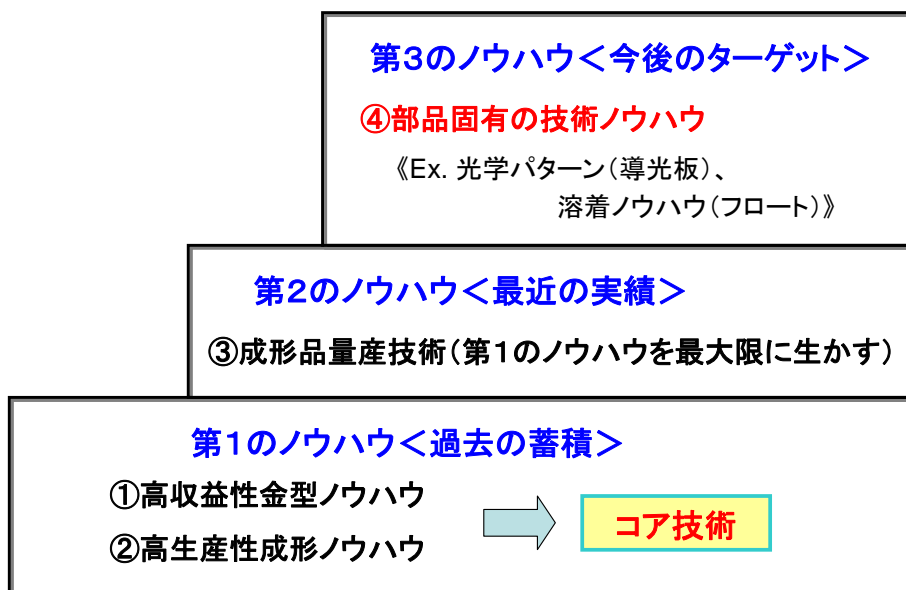 第３のノウハウ＜今後のターゲット＞
④部品固有の技術ノウハウ
《Ex. 光学パターン（導光板）、
溶着ノウハウ（フロート）》
第２のノウハウ＜最近の実績＞
③成形品量産技術（第１のノウハウを最大限に生かす）
第１のノウハウ＜過去の蓄積＞
①高収益性金型ノウハウ
②高生産性成形ノウハウ
コア技術